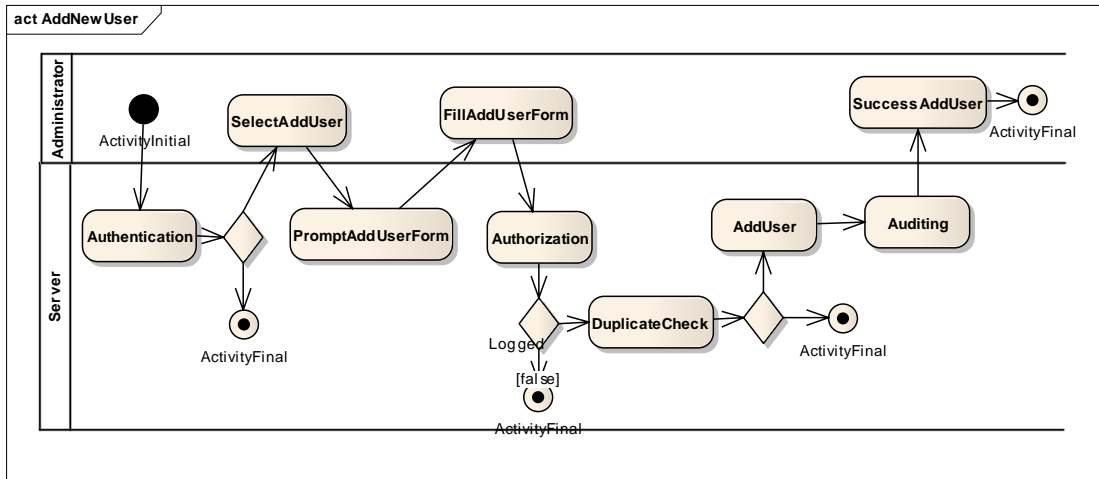 act AddNewUser
Administrator
ActivityInitial
SelectAddUser
FillAddUserForm
SuccessAddUser
ActivityFinal
Server
Authentication
PromptAddUserForm
Authorization
AddUser
Auditing
ActivityFinal
Logged
DuplicateCheck
ActivityFinal
[false]
ActivityFinal